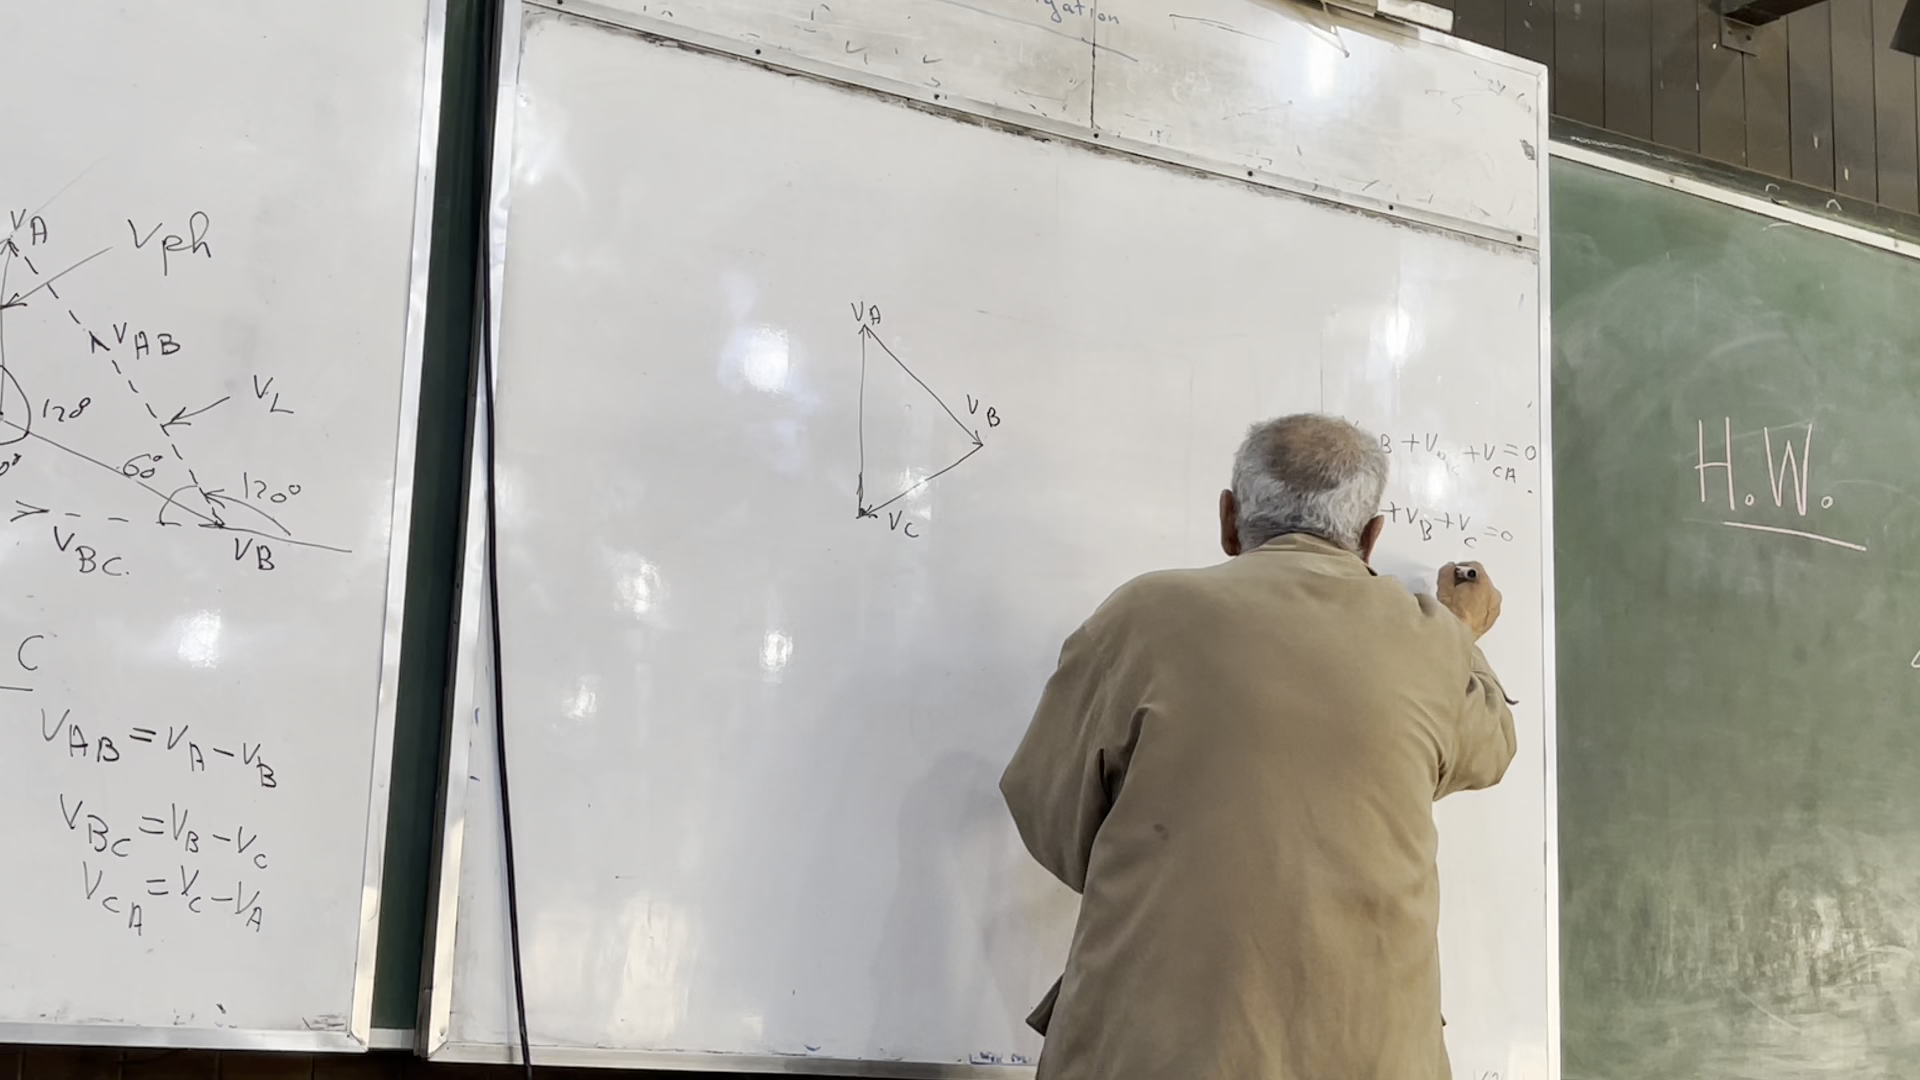 VA
Vph
VAB
VL
120
60°
120°
VBC.
VB
C
VAB = VA - VB
VBC = VB - VC
VCA = VC - VA
VA
VB
VC
B + VBC + VCA = 0
+ VB + VC = 0
H.W.